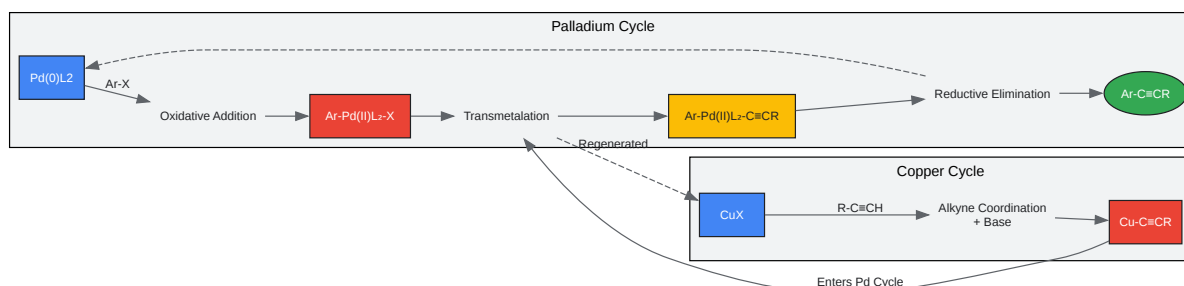 Palladium Cycle
Pd(0)L2
Ar-X
Oxidative Addition
Ar-Pd(II)L₂-X
Transmetalation
Ar-Pd(II)L₂-C≡CR
Reductive Elimination
Ar-C≡CR
Regenerated
Copper Cycle
CuX
R-C≡CH
Alkyne Coordination
+ Base
Cu-C≡CR
Enters Pd Cycle